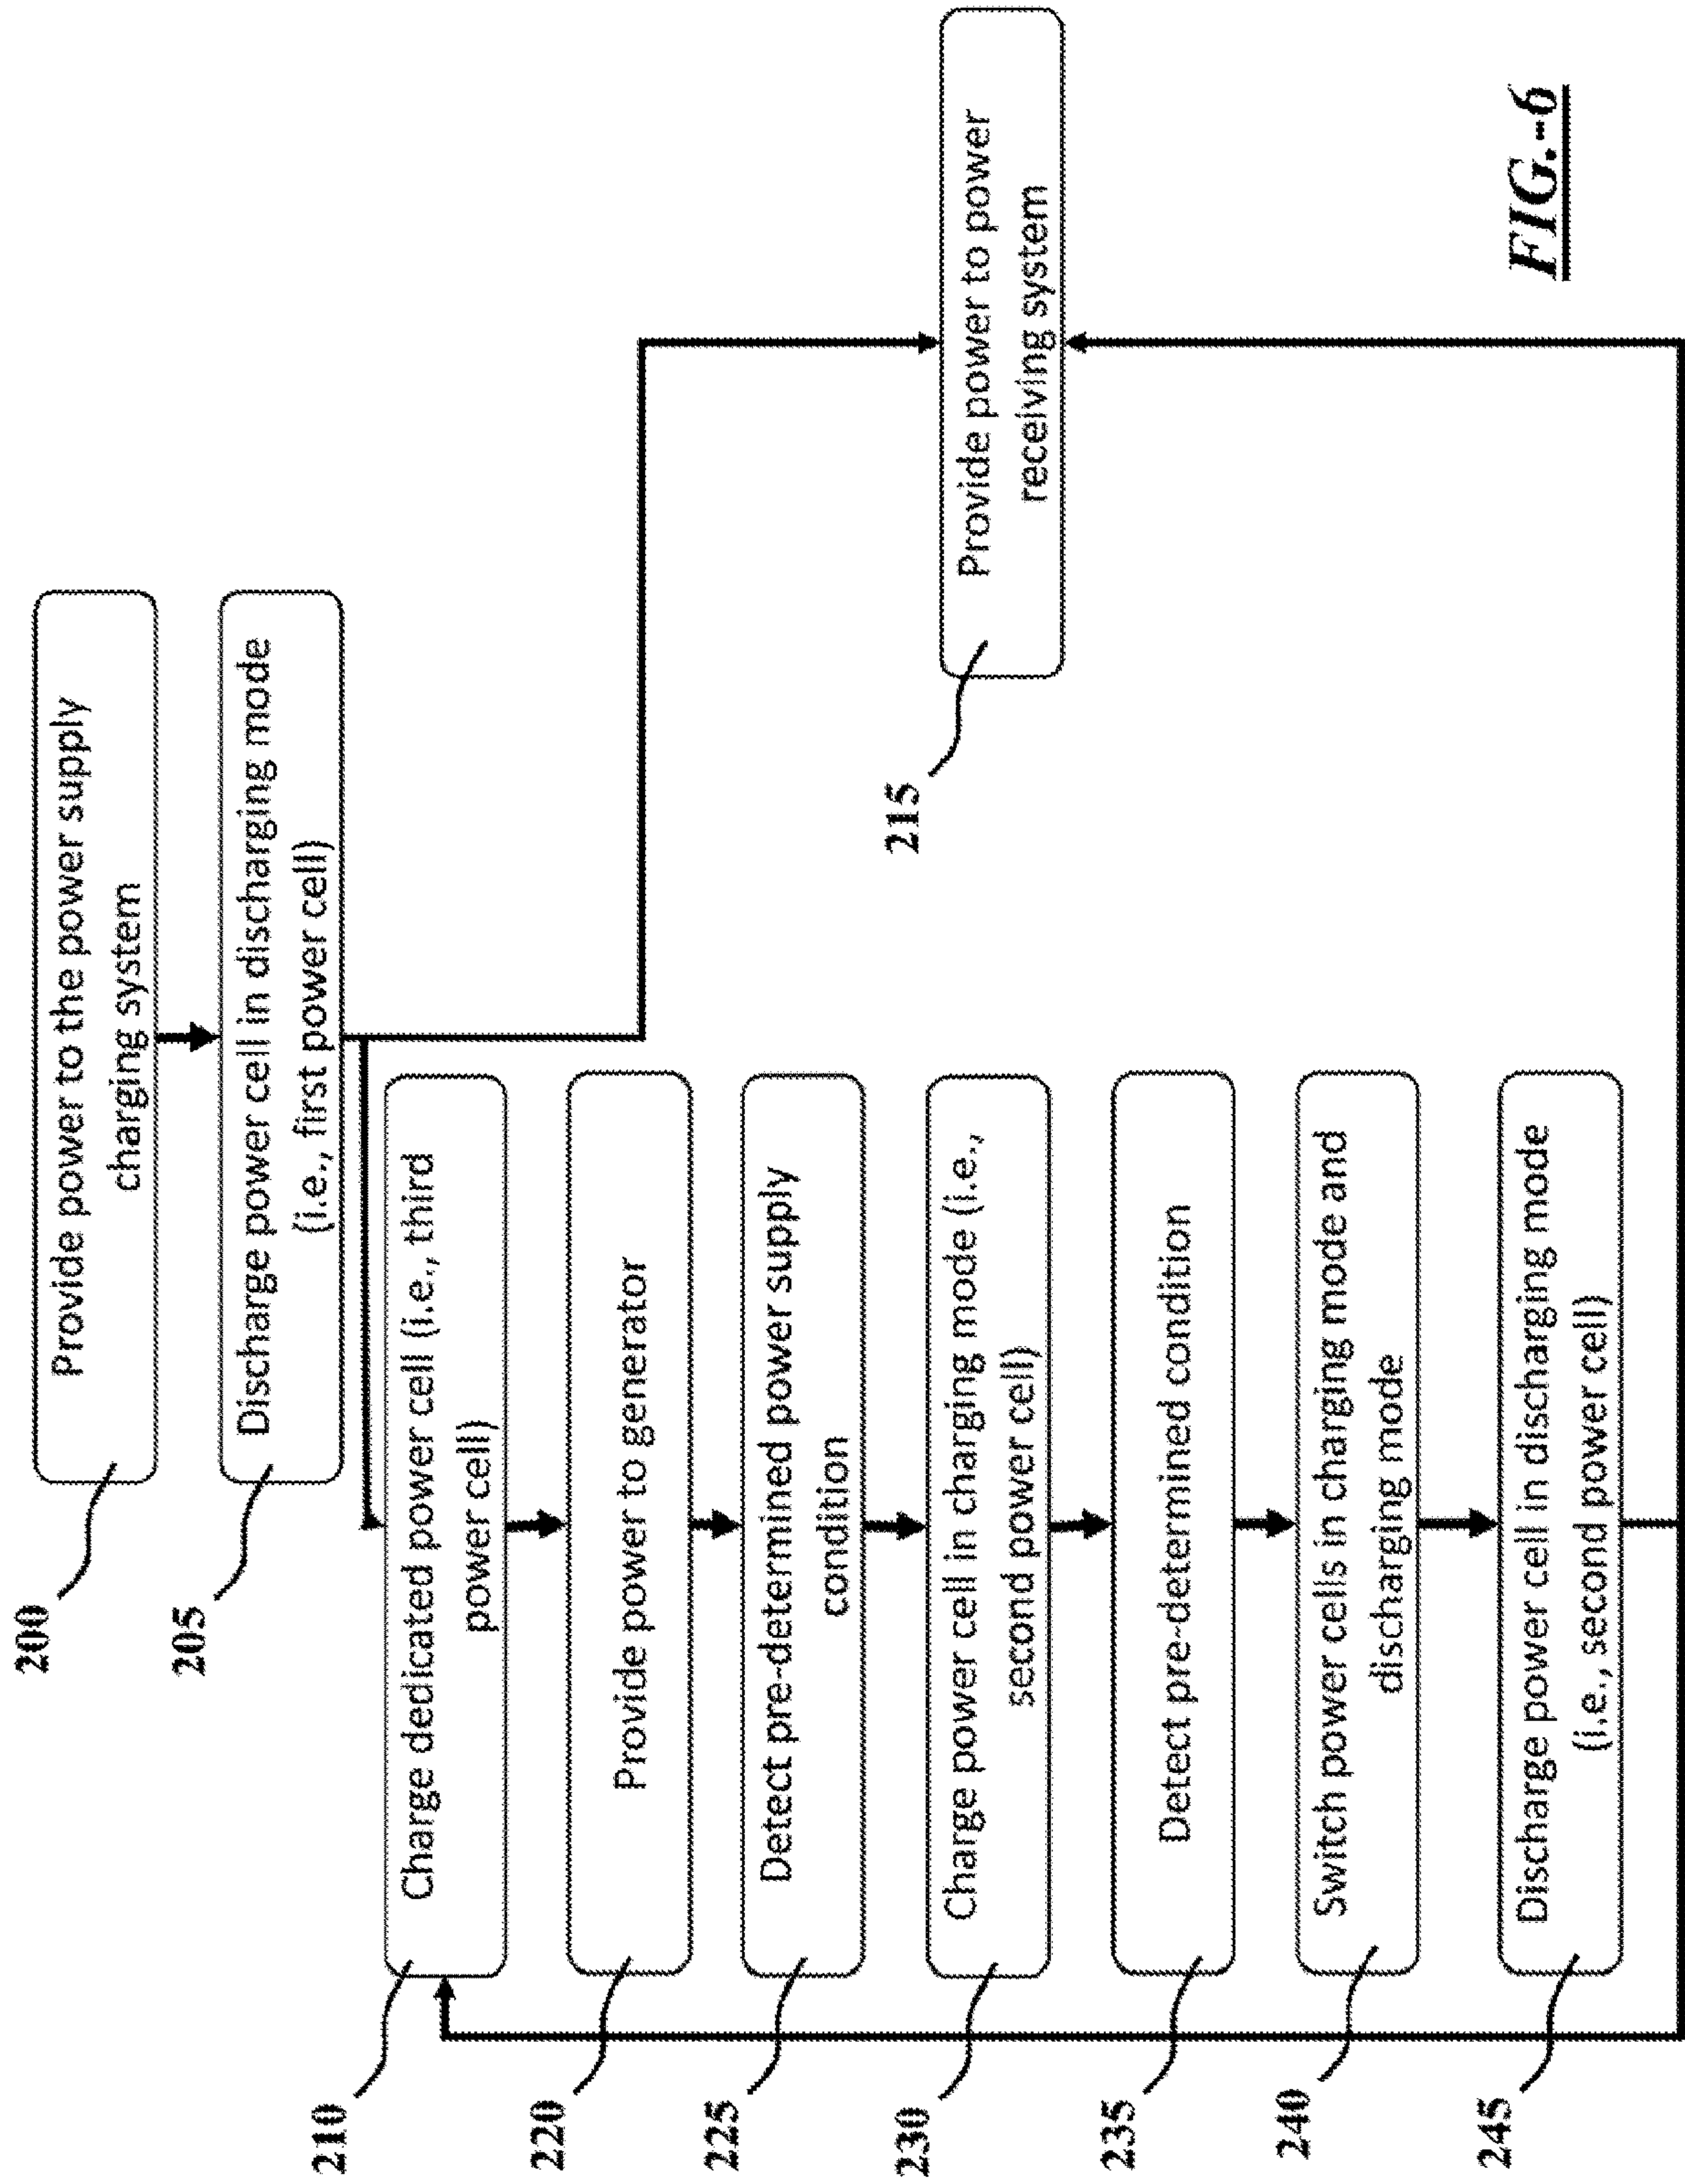 200
Provide power to the power supply
charging system
205
Discharge power cell in discharging mode
(i.e., first power cell)
210
Charge dedicated power cell (i.e., third
power cell)
215
Provide power to power
receiving system
220
Provide power to generator
225
Detect pre-determined power supply
condition
230
Charge power cell in charging mode (i.e.,
second power cell)
235
Detect pre-determined condition
240
Switch power cells in charging mode and
discharging mode
245
Discharge power cell in discharging mode
(i.e., second power cell)
FIG.-6